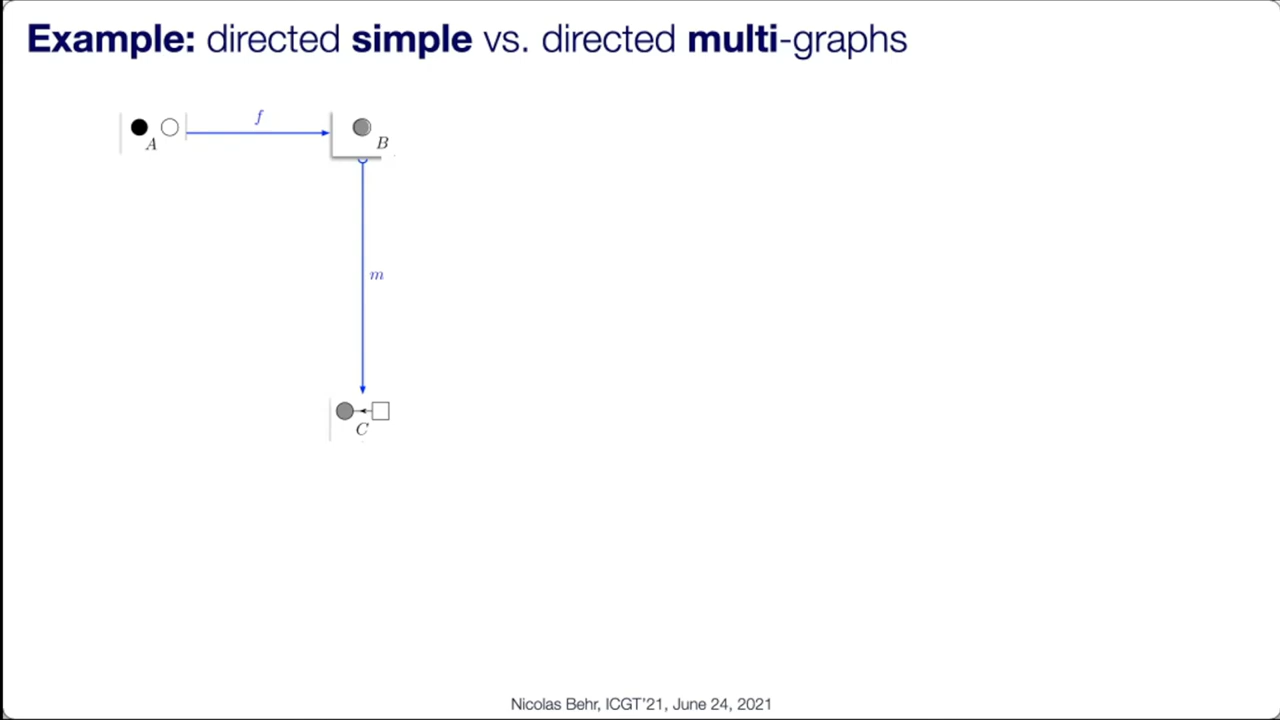 Example: directed simple vs. directed multi-graphs
f
A
B
m
C
Nicolas Behr, ICGT'21, June 24, 2021